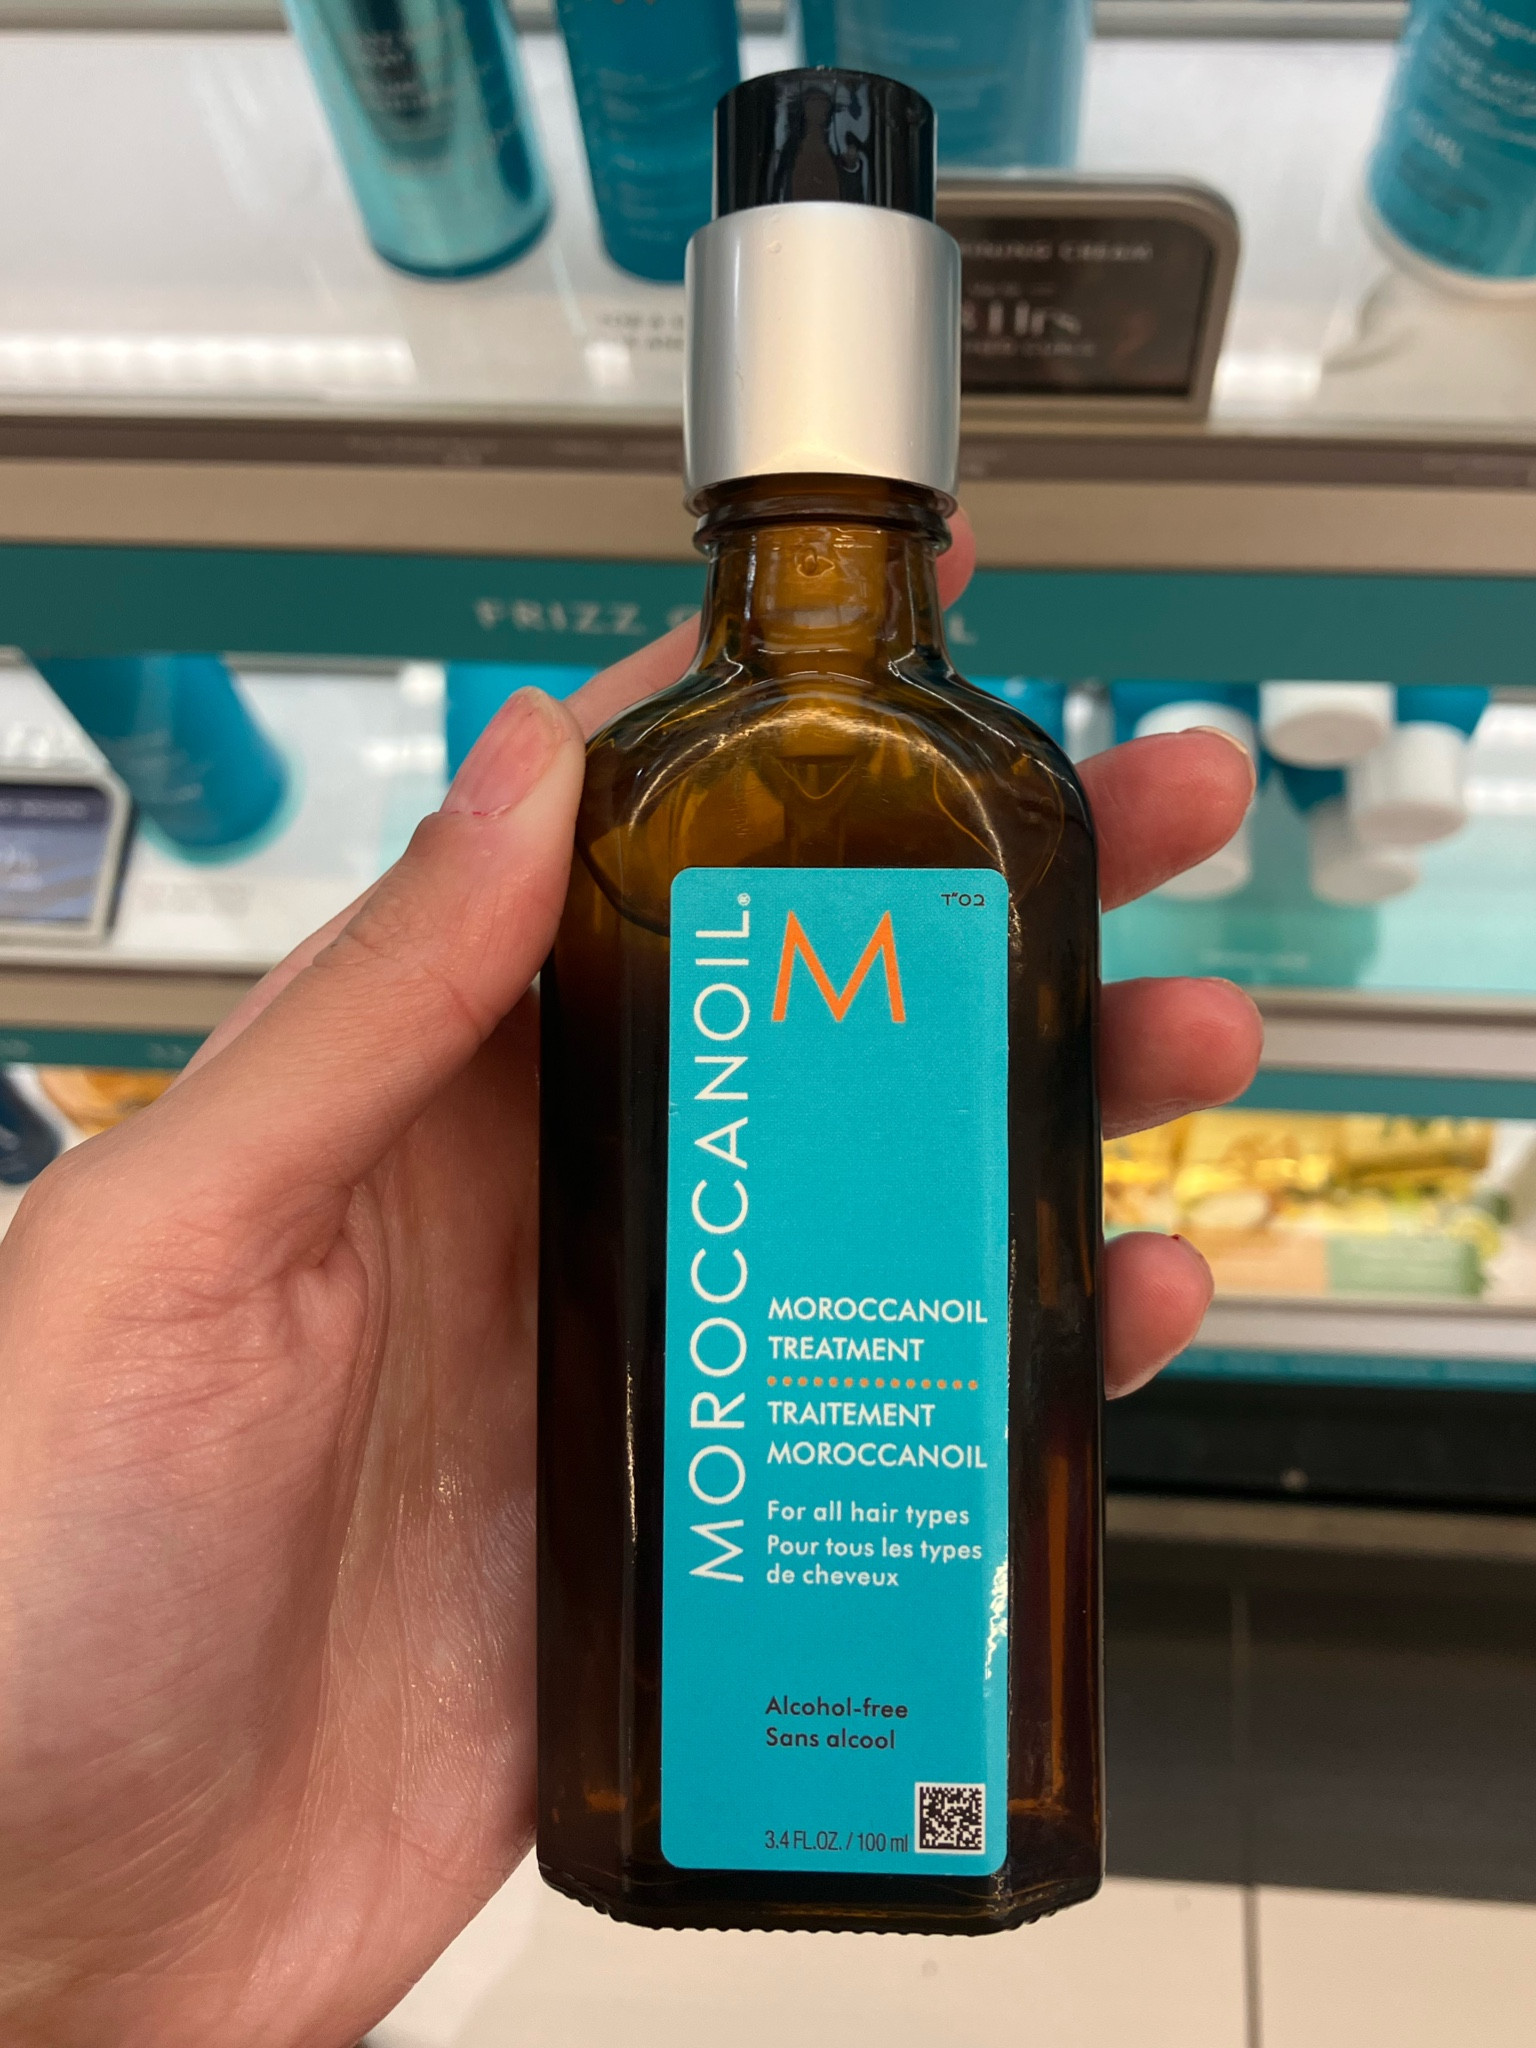 בס"ד
M
MOROCCANOIL®
MOROCCANOIL
TREATMENT
TRAITEMENT
MOROCCANOIL
For all hair types
Pour tous les types
de cheveux
Alcohol-free
Sans alcool
3.4 FL.OZ. / 100 ml
FRIZZ
CREAM